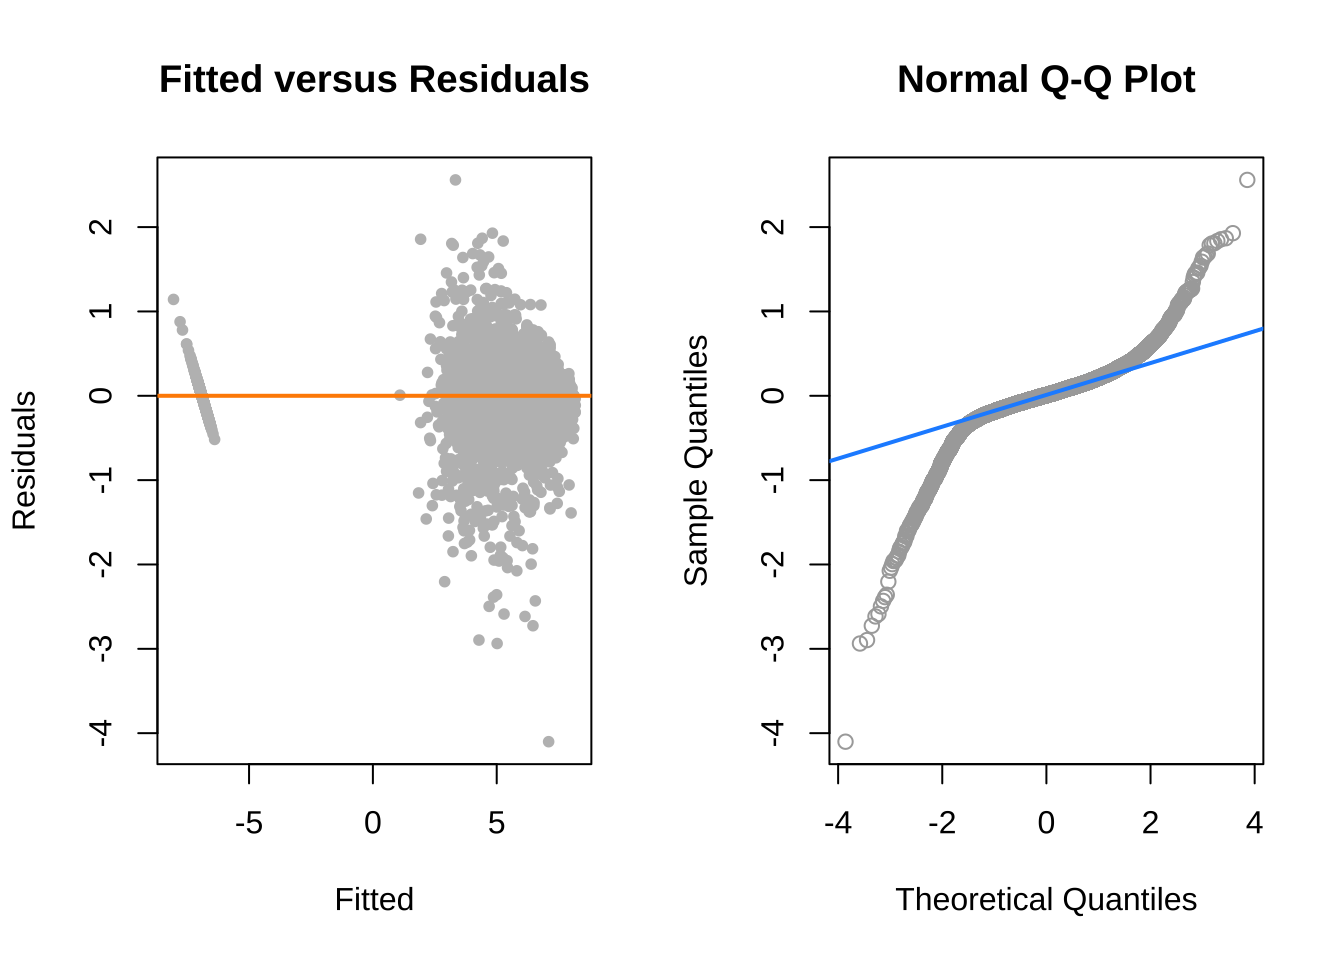 Fitted versus Residuals
Residuals
2
1
0
-1
-2
-3
-4
-5 0 5
Fitted
Normal Q-Q Plot
Sample Quantiles
2
1
0
-1
-2
-3
-4
-4 -2 0 2 4
Theoretical Quantiles